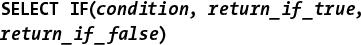 SELECT IF(condition, return_if_true,
return_if_false)